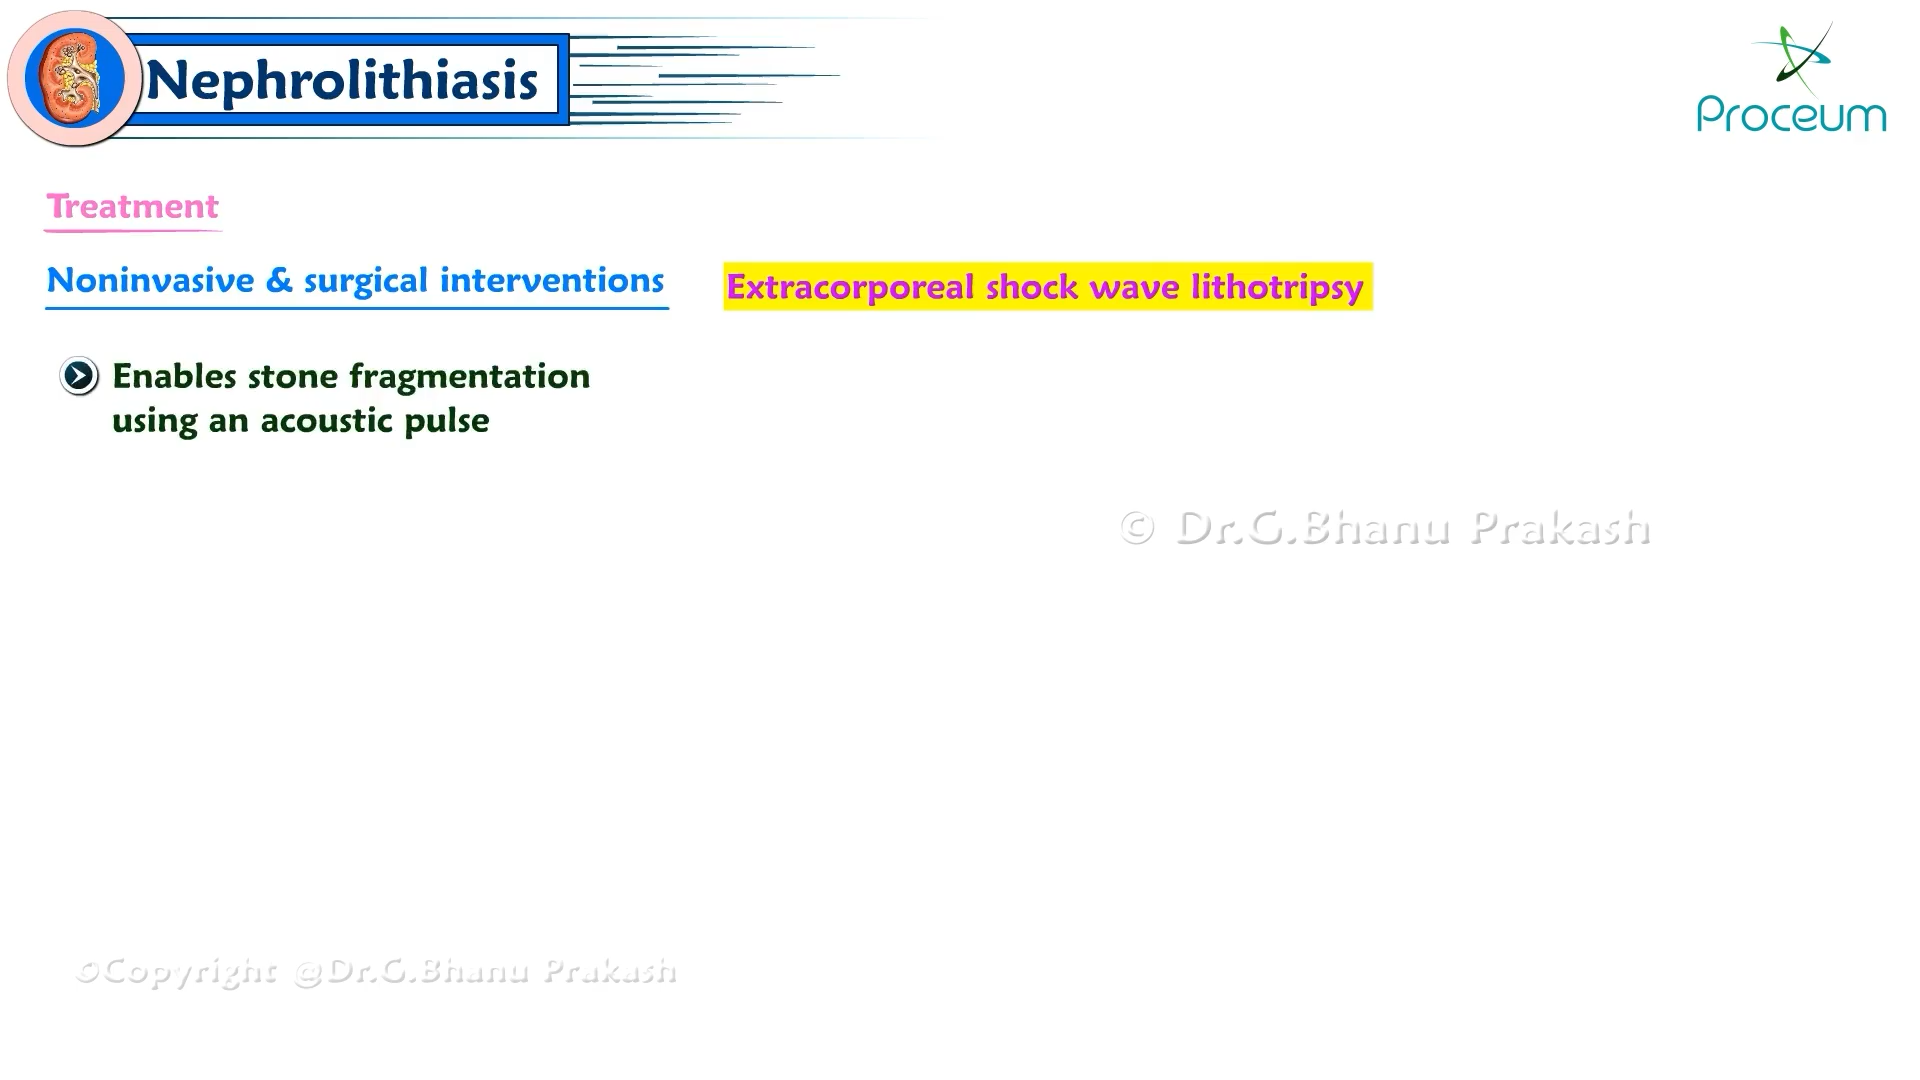 Nephrolithiasis
Proceum
Treatment
Noninvasive & surgical interventions
Extracorporeal shock wave lithotripsy
Enables stone fragmentation
using an acoustic pulse
© Dr.G.Bhanu Prakash
©Copyright @Dr.G.Bhanu Prakash